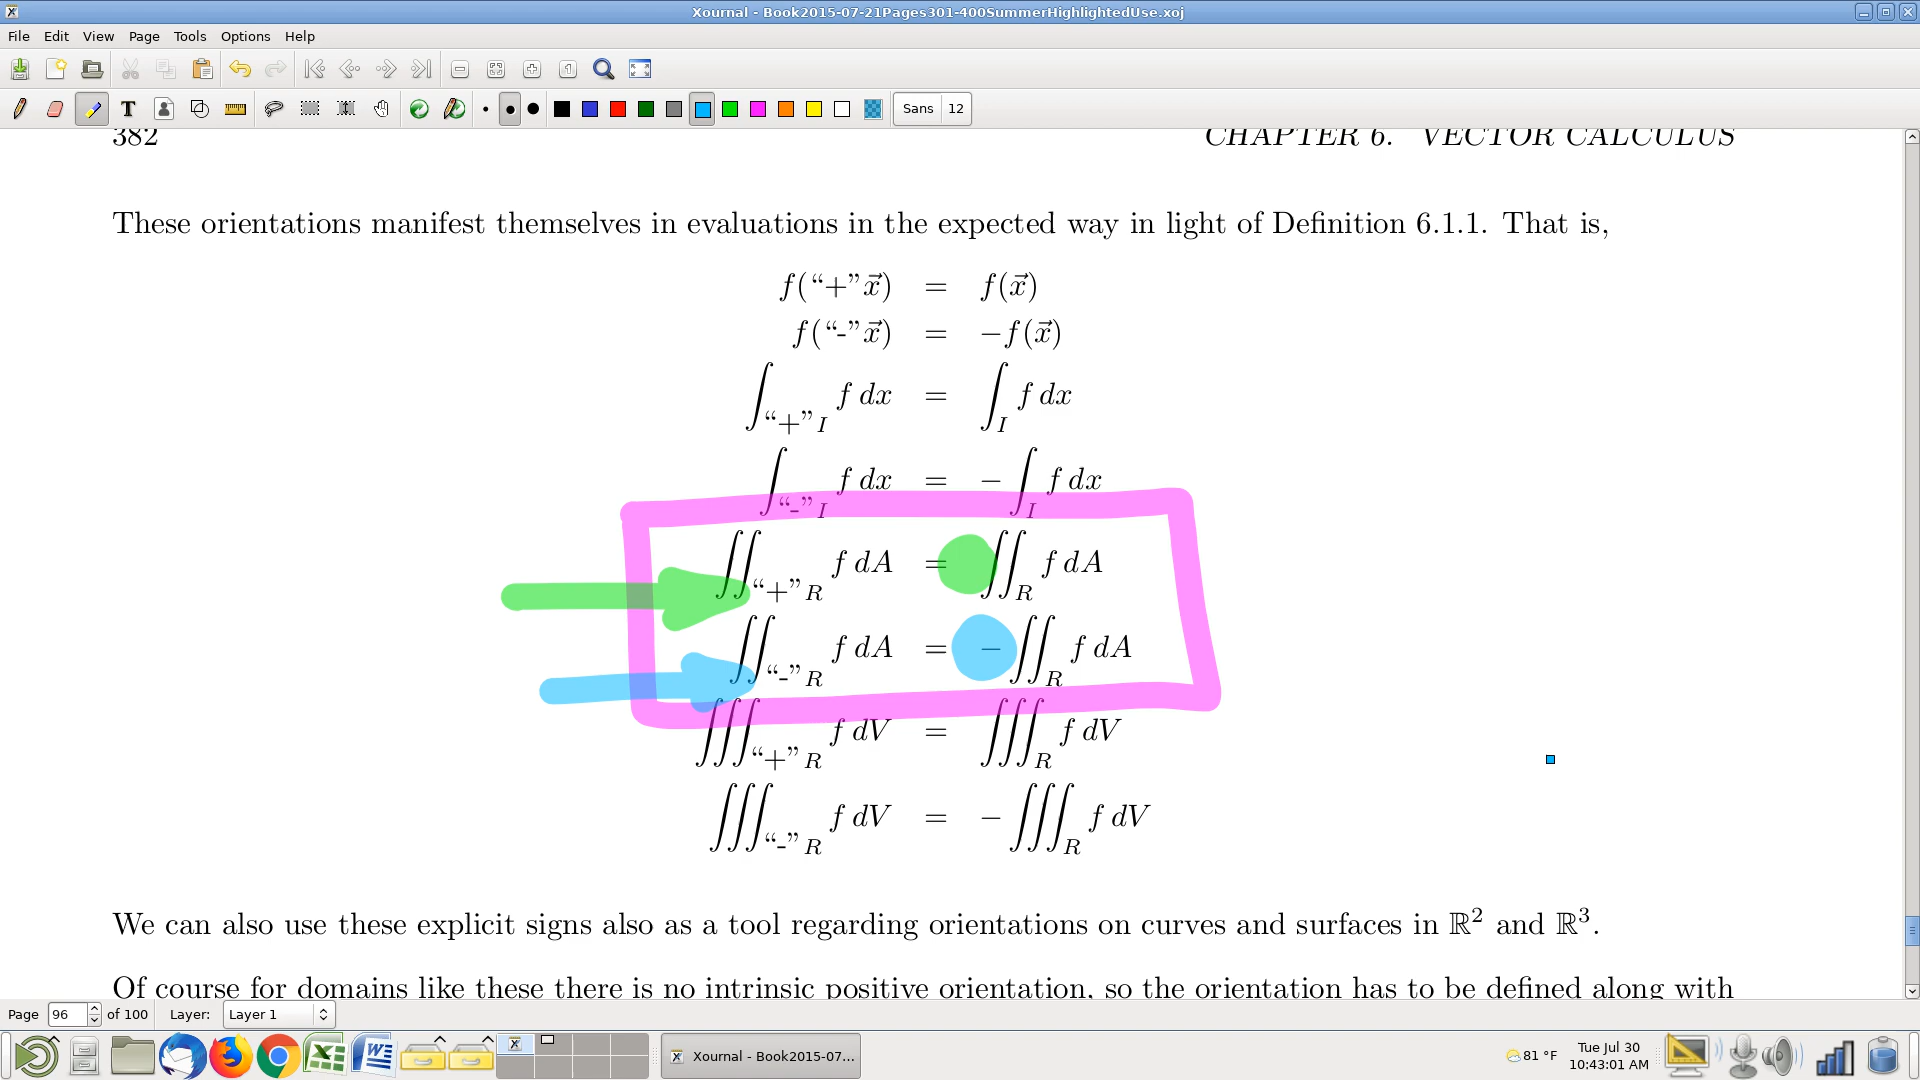 Xournal - Book2015-07-21Pages301-400SummerHighlightedUse.xoj
File Edit View Page Tools Options Help
Sans 12
382 CHAPTER 6. VECTOR CALCULUS
These orientations manifest themselves in evaluations in the expected way in light of Definition 6.1.1. That is,
f(“+”x⃗) = f(x⃗)
f(“-”x⃗) = −f(x⃗)
∫_{“+”I} f dx = ∫_I f dx
∫_{“-”I} f dx = −∫_I f dx
∬_{“+”R} f dA = ∬_R f dA
∬_{“-”R} f dA = −∬_R f dA
∭_{“+”R} f dV = ∭_R f dV
∭_{“-”R} f dV = −∭_R f dV
We can also use these explicit signs also as a tool regarding orientations on curves and surfaces in ℝ² and ℝ³.
Of course for domains like these there is no intrinsic positive orientation, so the orientation has to be defined along with
Page 96 of 100 Layer: Layer 1
Xournal - Book2015-07...
81 °F
Tue Jul 30
10:43:01 AM